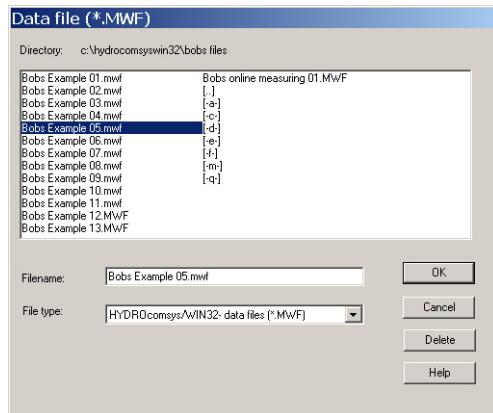 Data file (*.MWF)
Directory: c:\hydrocomsyswin32\bobs files
Bobs Example 01.mwf
Bobs Example 02.mwf
Bobs Example 03.mwf
Bobs Example 04.mwf
Bobs Example 05.mwf
Bobs Example 06.mwf
Bobs Example 07.mwf
Bobs Example 08.mwf
Bobs Example 09.mwf
Bobs Example 10.mwf
Bobs Example 11.mwf
Bobs Example 12.MWF
Bobs Example 13.MWF
Bobs online measuring 01.MWF
[..]
[-a-]
[-c-]
[-d-]
[-e-]
[-f-]
[-m-]
[-q-]
Filename: Bobs Example 05.mwf
File type: HYDROcomsys/WIN32- data files (*.MWF)
OK
Cancel
Delete
Help